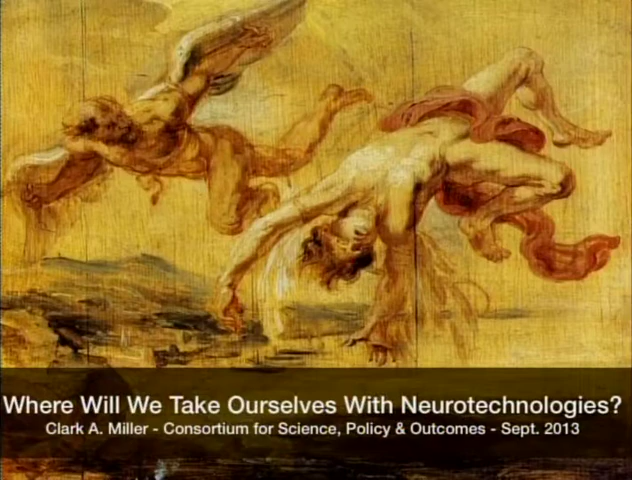 Where Will We Take Ourselves With Neurotechnologies?
Clark A. Miller - Consortium for Science, Policy & Outcomes - Sept. 2013